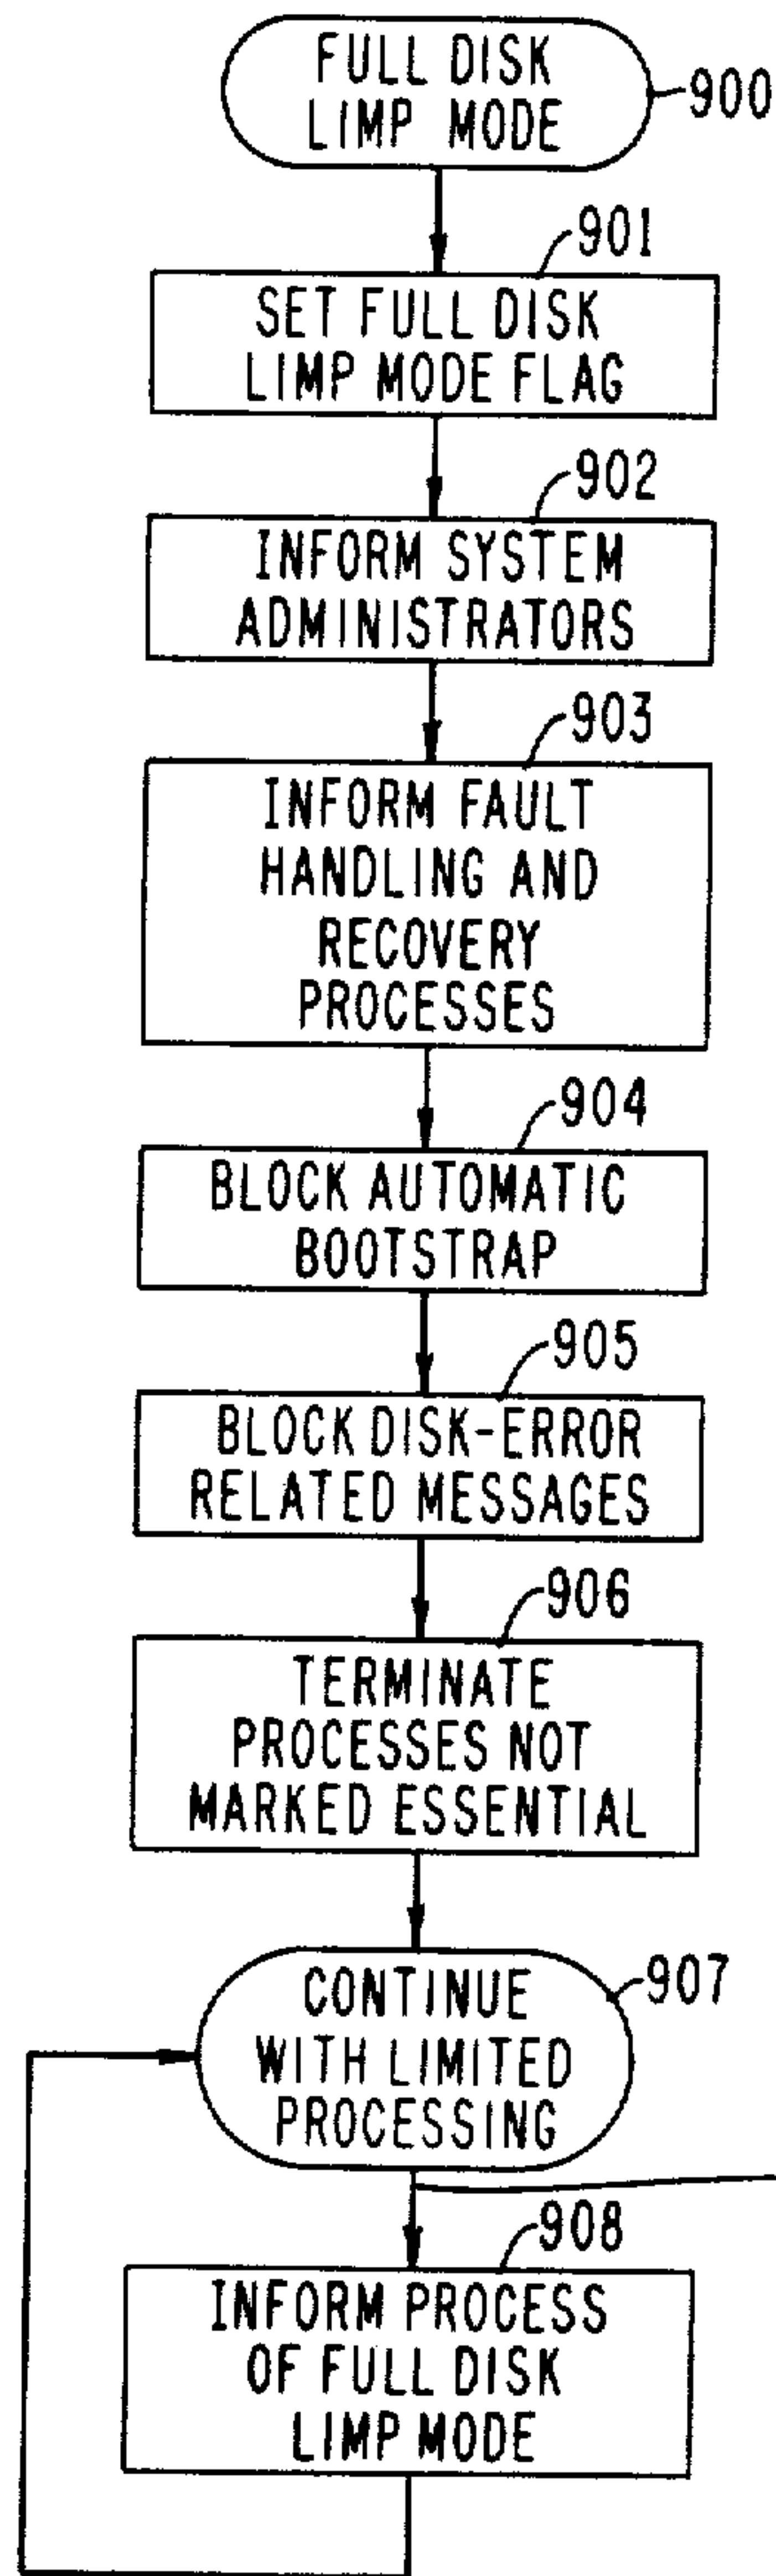 FULL DISK
LIMP MODE
900
901
SET FULL DISK
LIMP MODE FLAG
902
INFORM SYSTEM
ADMINISTRATORS
903
INFORM FAULT
HANDLING AND
RECOVERY
PROCESSES
904
BLOCK AUTOMATIC
BOOTSTRAP
905
BLOCK DISK-ERROR
RELATED MESSAGES
906
TERMINATE
PROCESSES NOT
MARKED ESSENTIAL
907
CONTINUE
WITH LIMITED
PROCESSING
908
INFORM PROCESS
OF FULL DISK
LIMP MODE